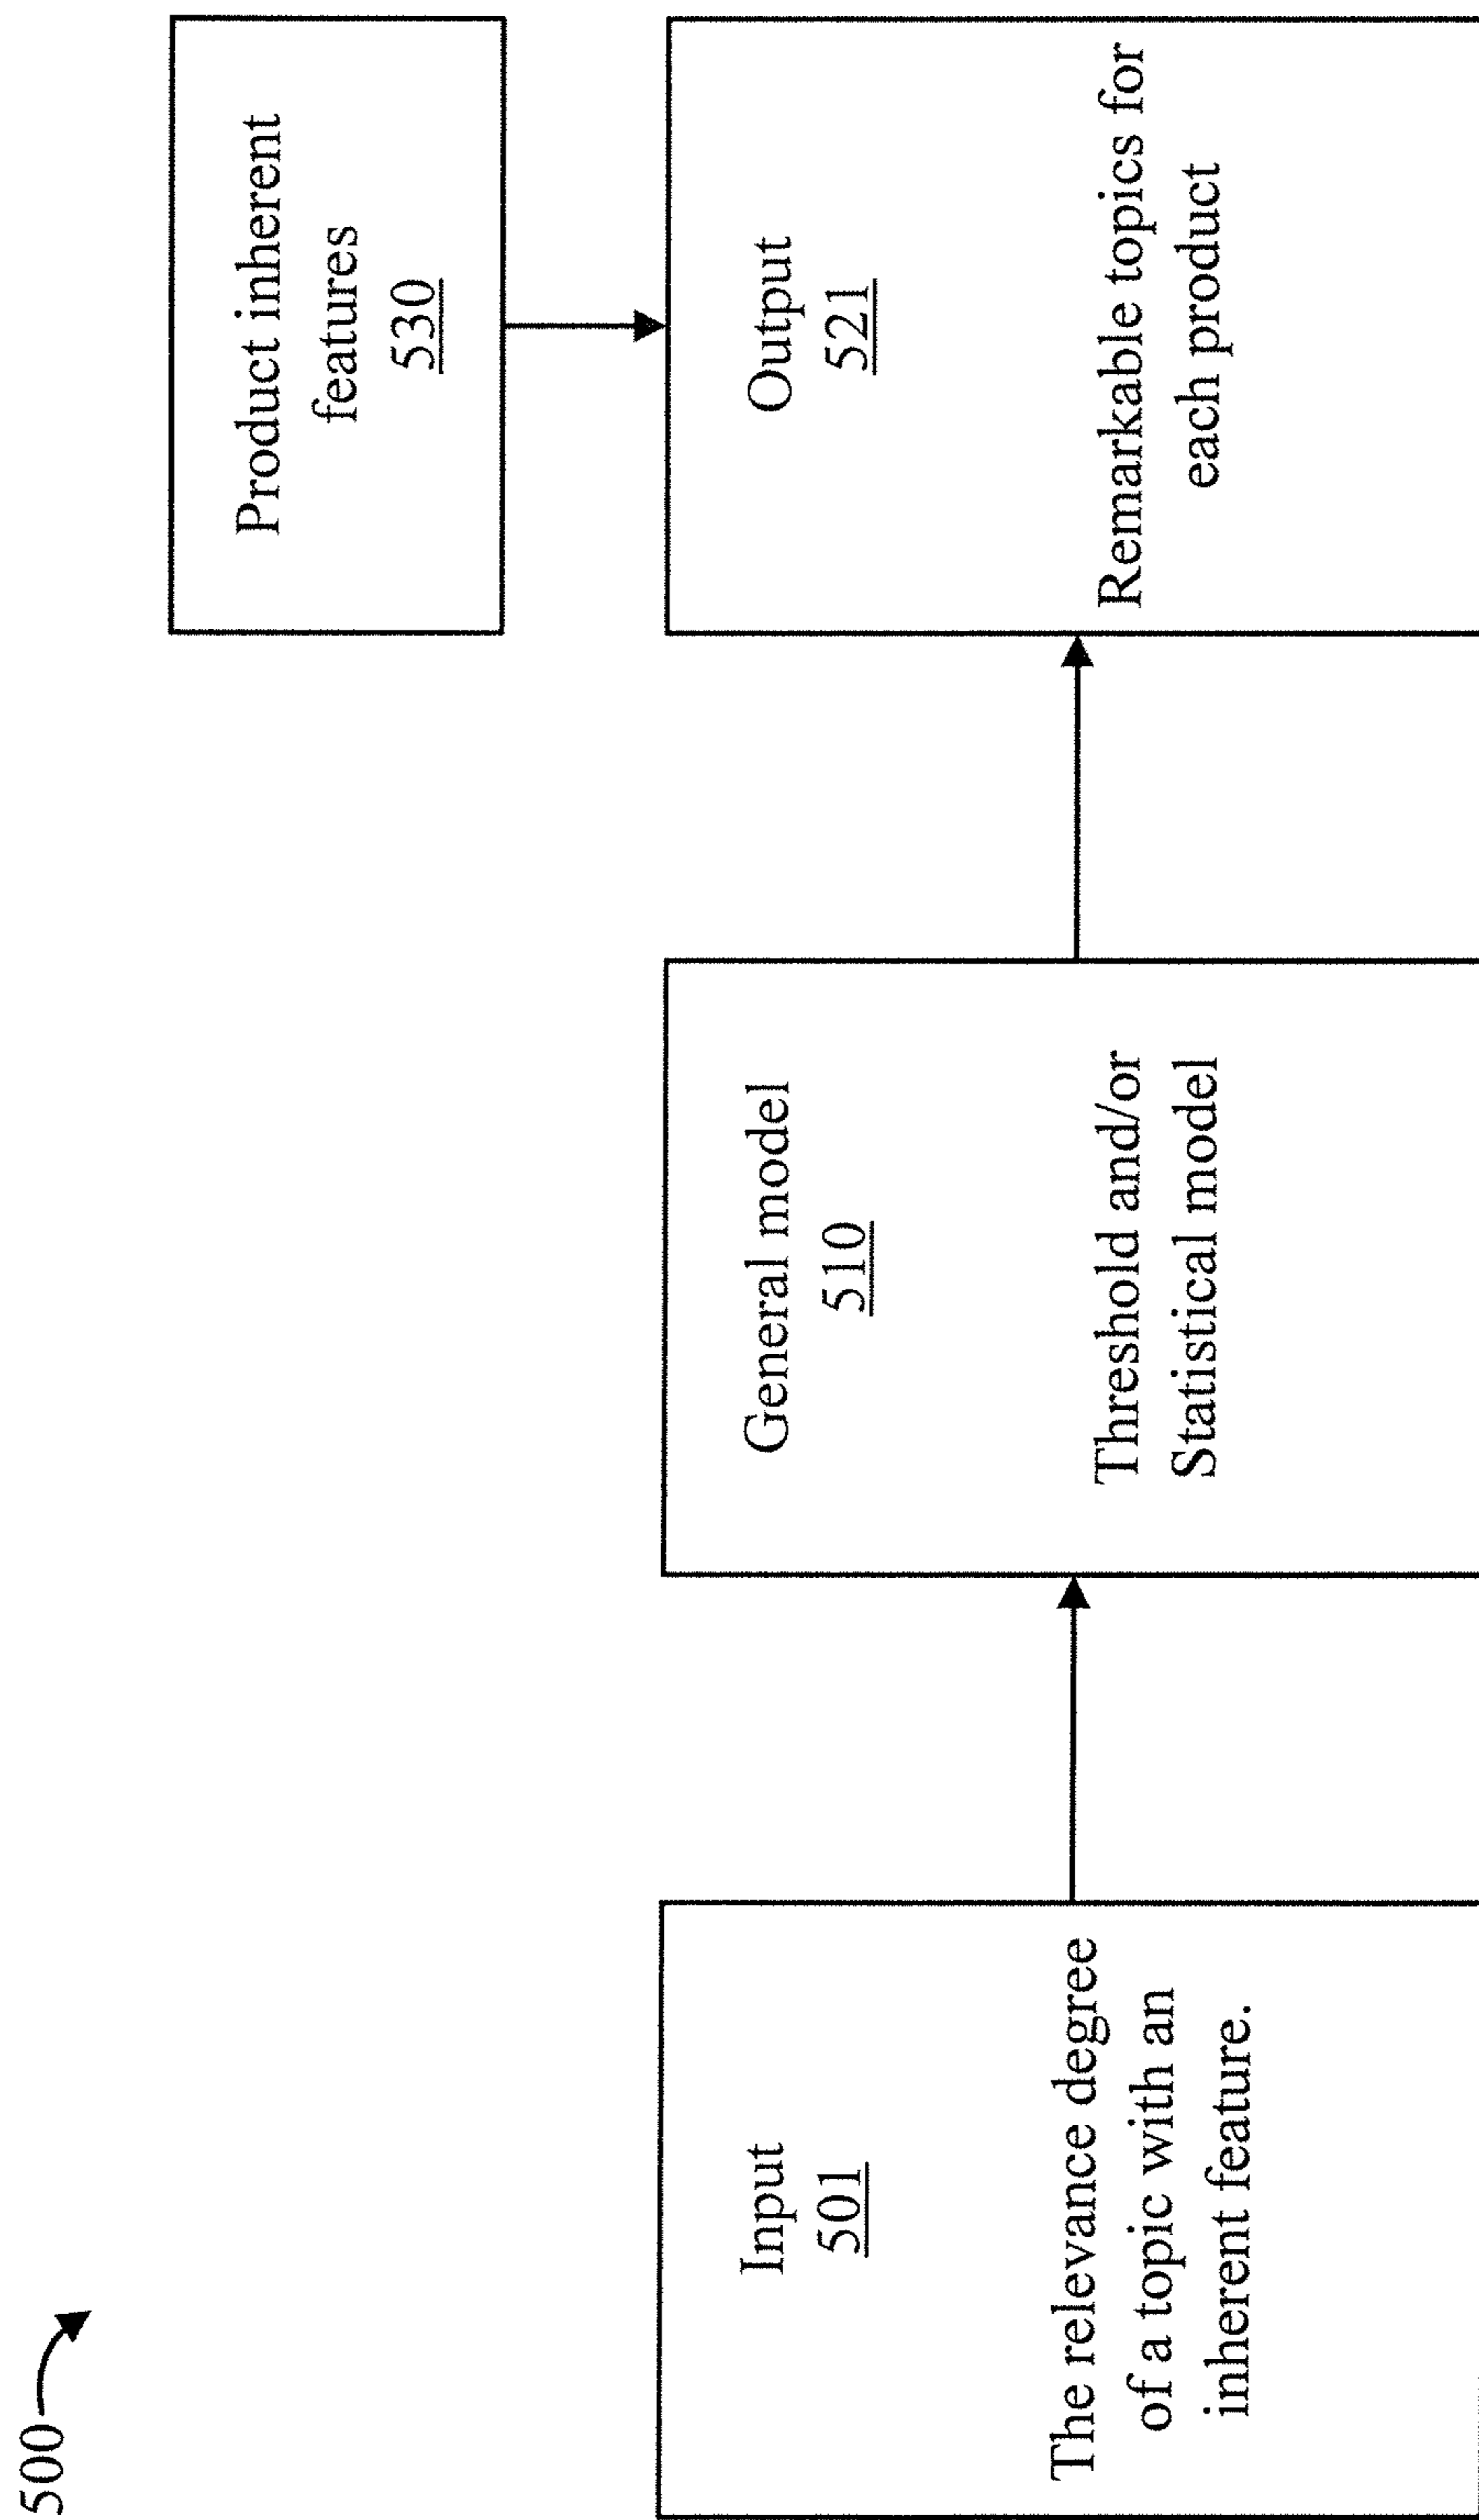 500
Product inherent
features
530
Input
501
The relevance degree
of a topic with an
inherent feature.
General model
510
Threshold and/or
Statistical model
Output
521
Remarkable topics for
each product